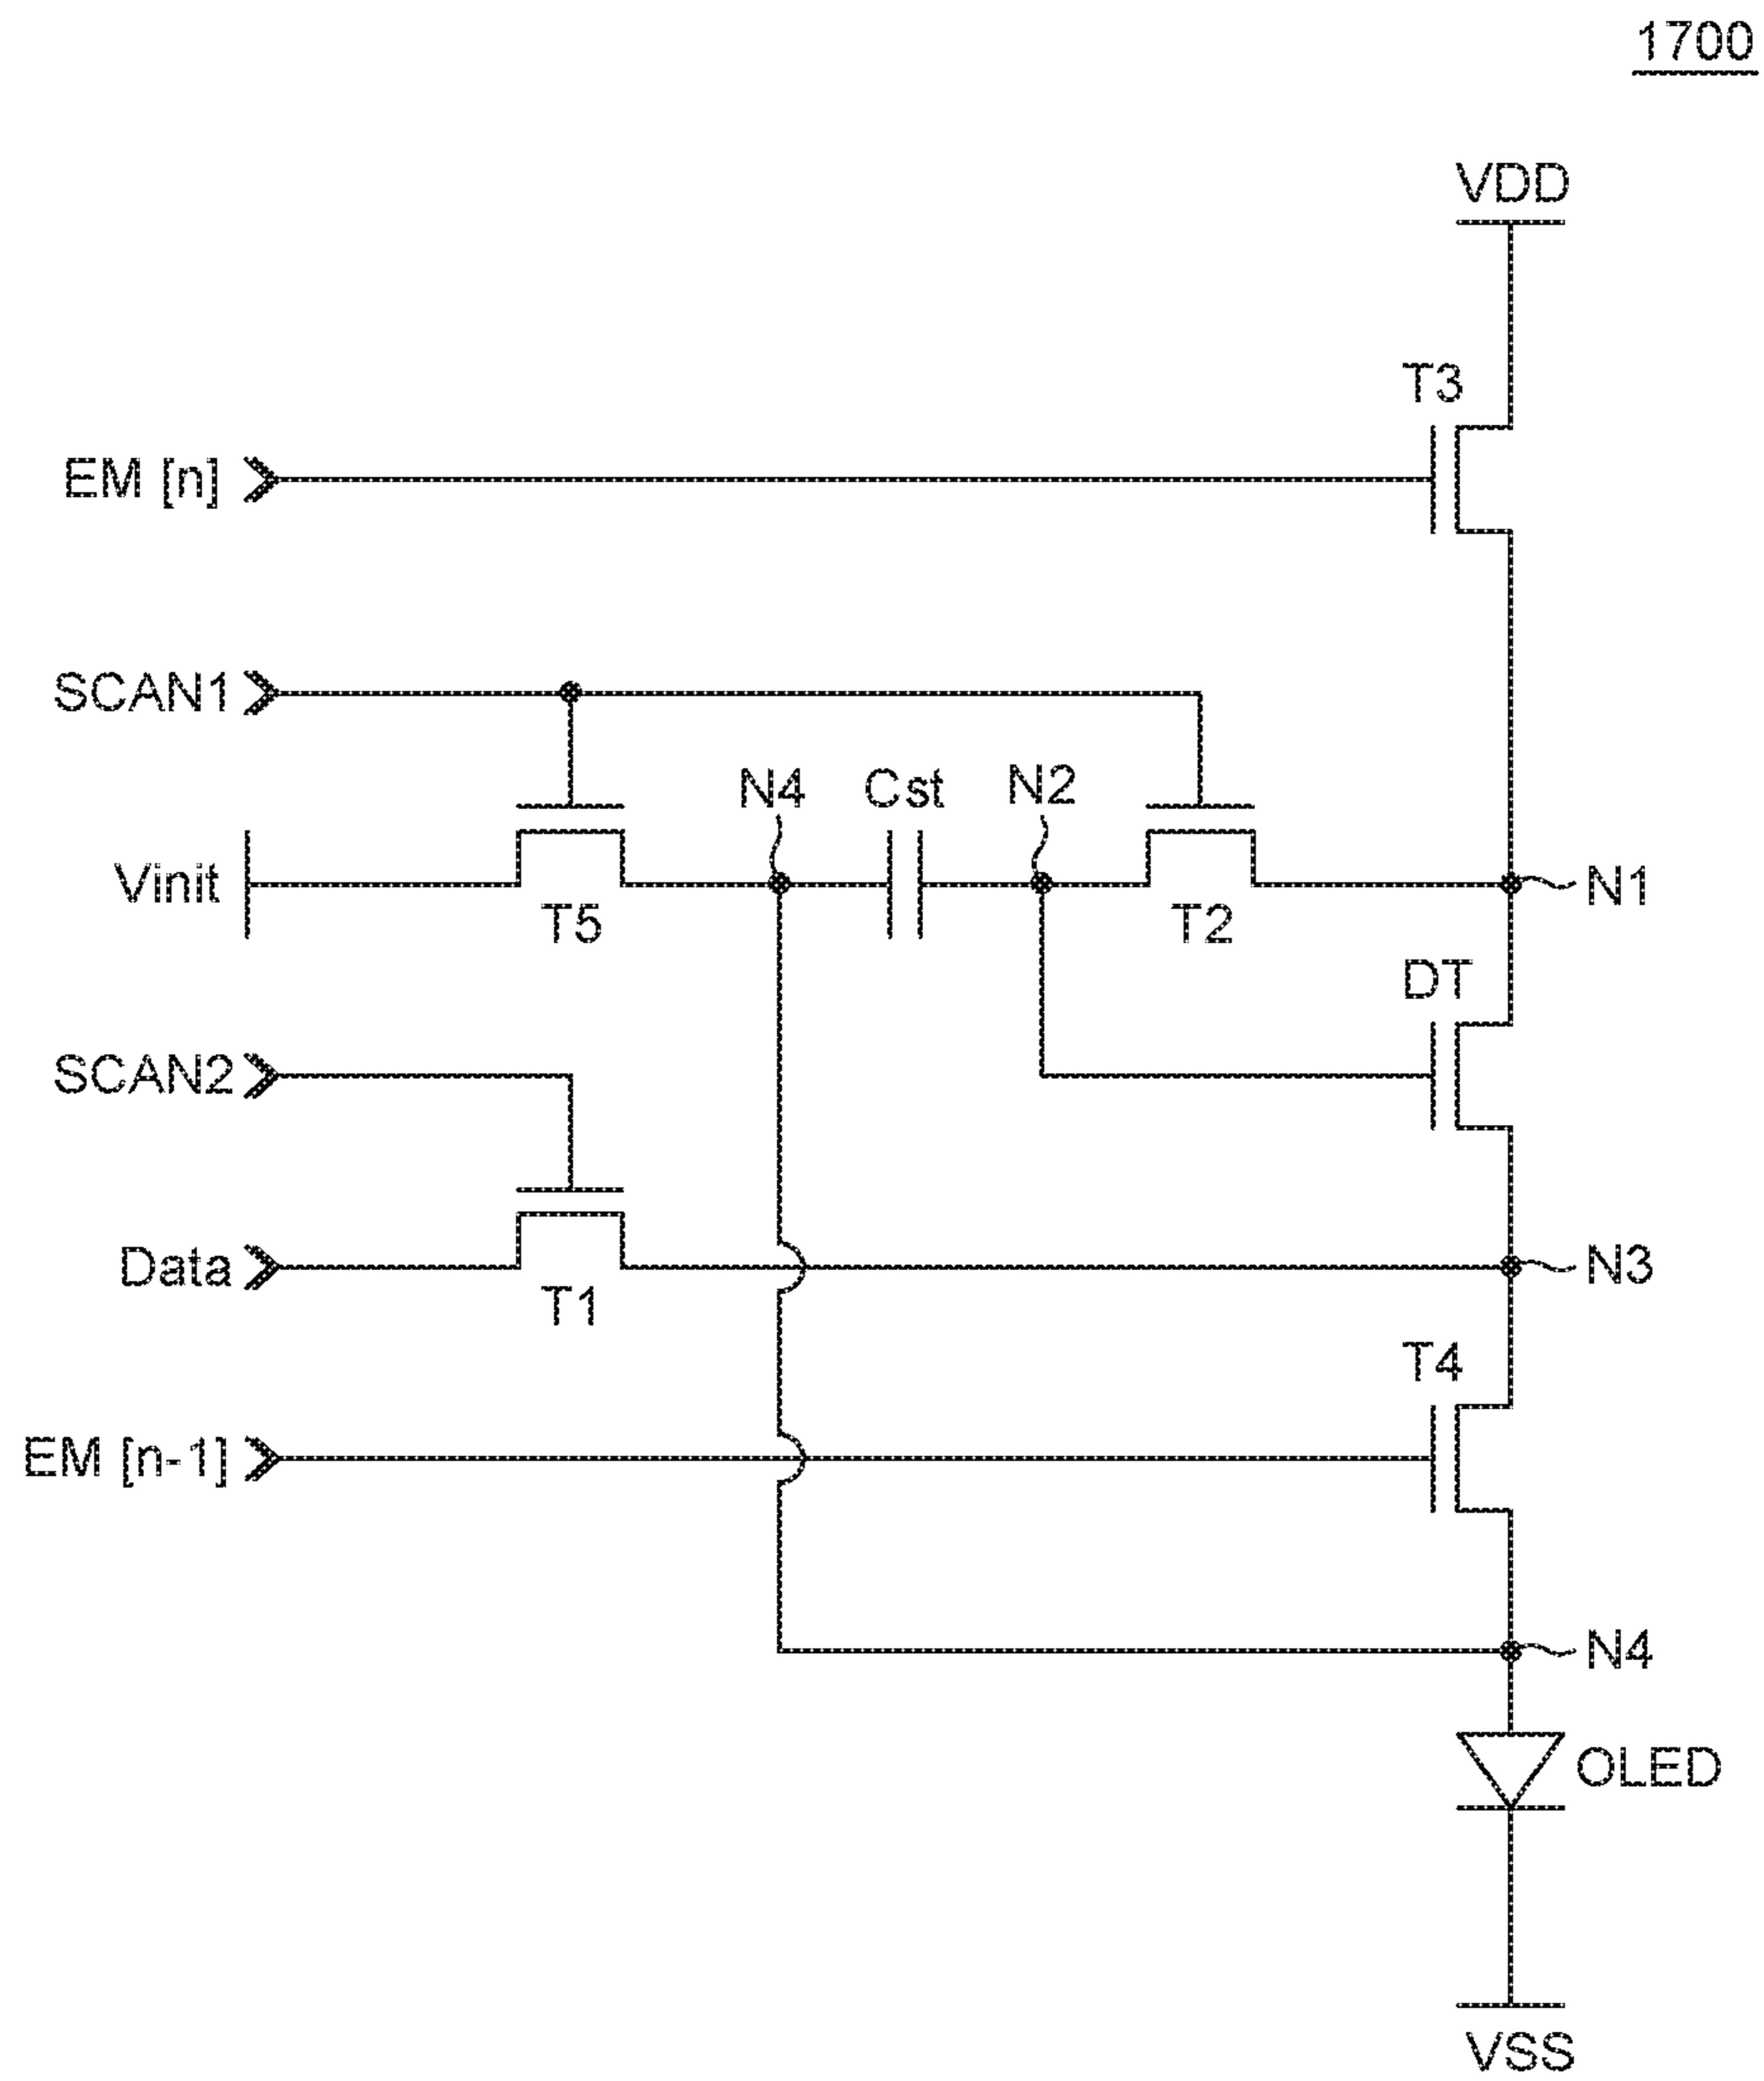 1700
VDD
T3
EM [n]
SCAN1
N4
Cst
N2
Vinit
T5
T2
N1
DT
SCAN2
Data
T1
N3
T4
EM [n-1]
N4
OLED
VSS